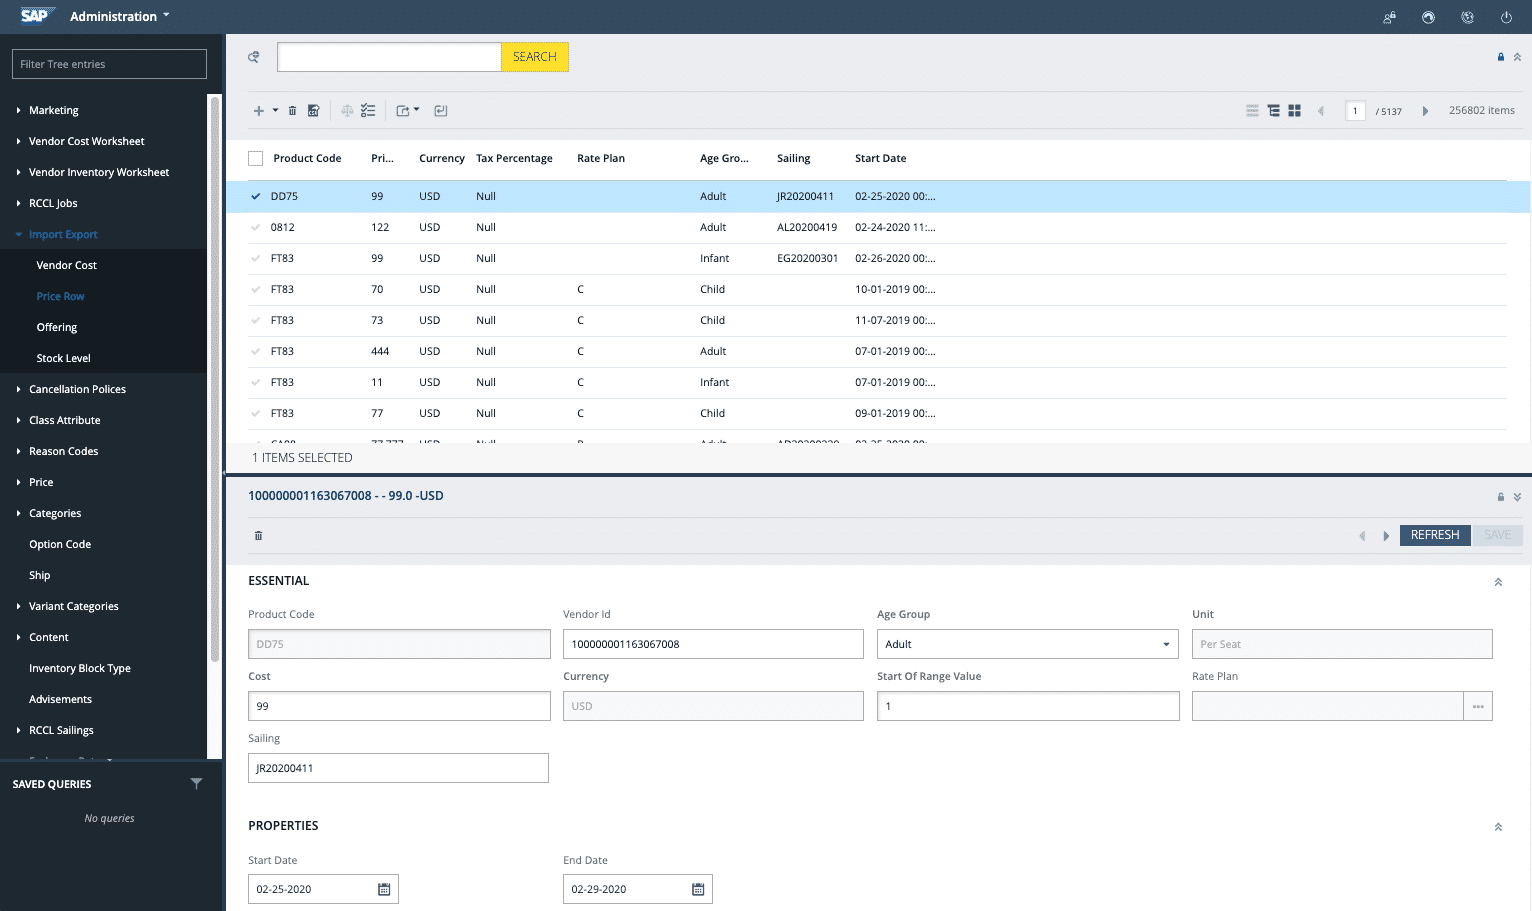 SAP Administration
Filter Tree entries
Marketing
Vendor Cost Worksheet
Vendor Inventory Worksheet
RCCL Jobs
Import Export
Vendor Cost
Price Row
Offering
Stock Level
Cancellation Polices
Class Attribute
Reason Codes
Price
Categories
Option Code
Ship
Variant Categories
Content
Inventory Block Type
Advisements
RCCL Sailings
SAVED QUERIES
No queries
SEARCH
1 / 5137 256802 items
Product Code Pri... Currency Tax Percentage Rate Plan Age Gro... Sailing Start Date
DD75 99 USD Null Adult JR20200411 02-25-2020 00:...
0812 122 USD Null Adult AL20200419 02-24-2020 11:...
FT83 99 USD Null Infant EG20200301 02-26-2020 00:...
FT83 70 USD Null C Child 10-01-2019 00:...
FT83 73 USD Null C Child 11-07-2019 00:...
FT83 444 USD Null C Adult 07-01-2019 00:...
FT83 11 USD Null C Infant 07-01-2019 00:...
FT83 77 USD Null C Child 09-01-2019 00:...
1 ITEMS SELECTED
100000001163067008 - - 99.0 -USD
REFRESH SAVE
ESSENTIAL
Product Code Vendor Id Age Group Unit
DD75 100000001163067008 Adult Per Seat
Cost Currency Start Of Range Value Rate Plan
99 USD 1 ...
Sailing
JR20200411
PROPERTIES
Start Date End Date
02-25-2020 02-29-2020